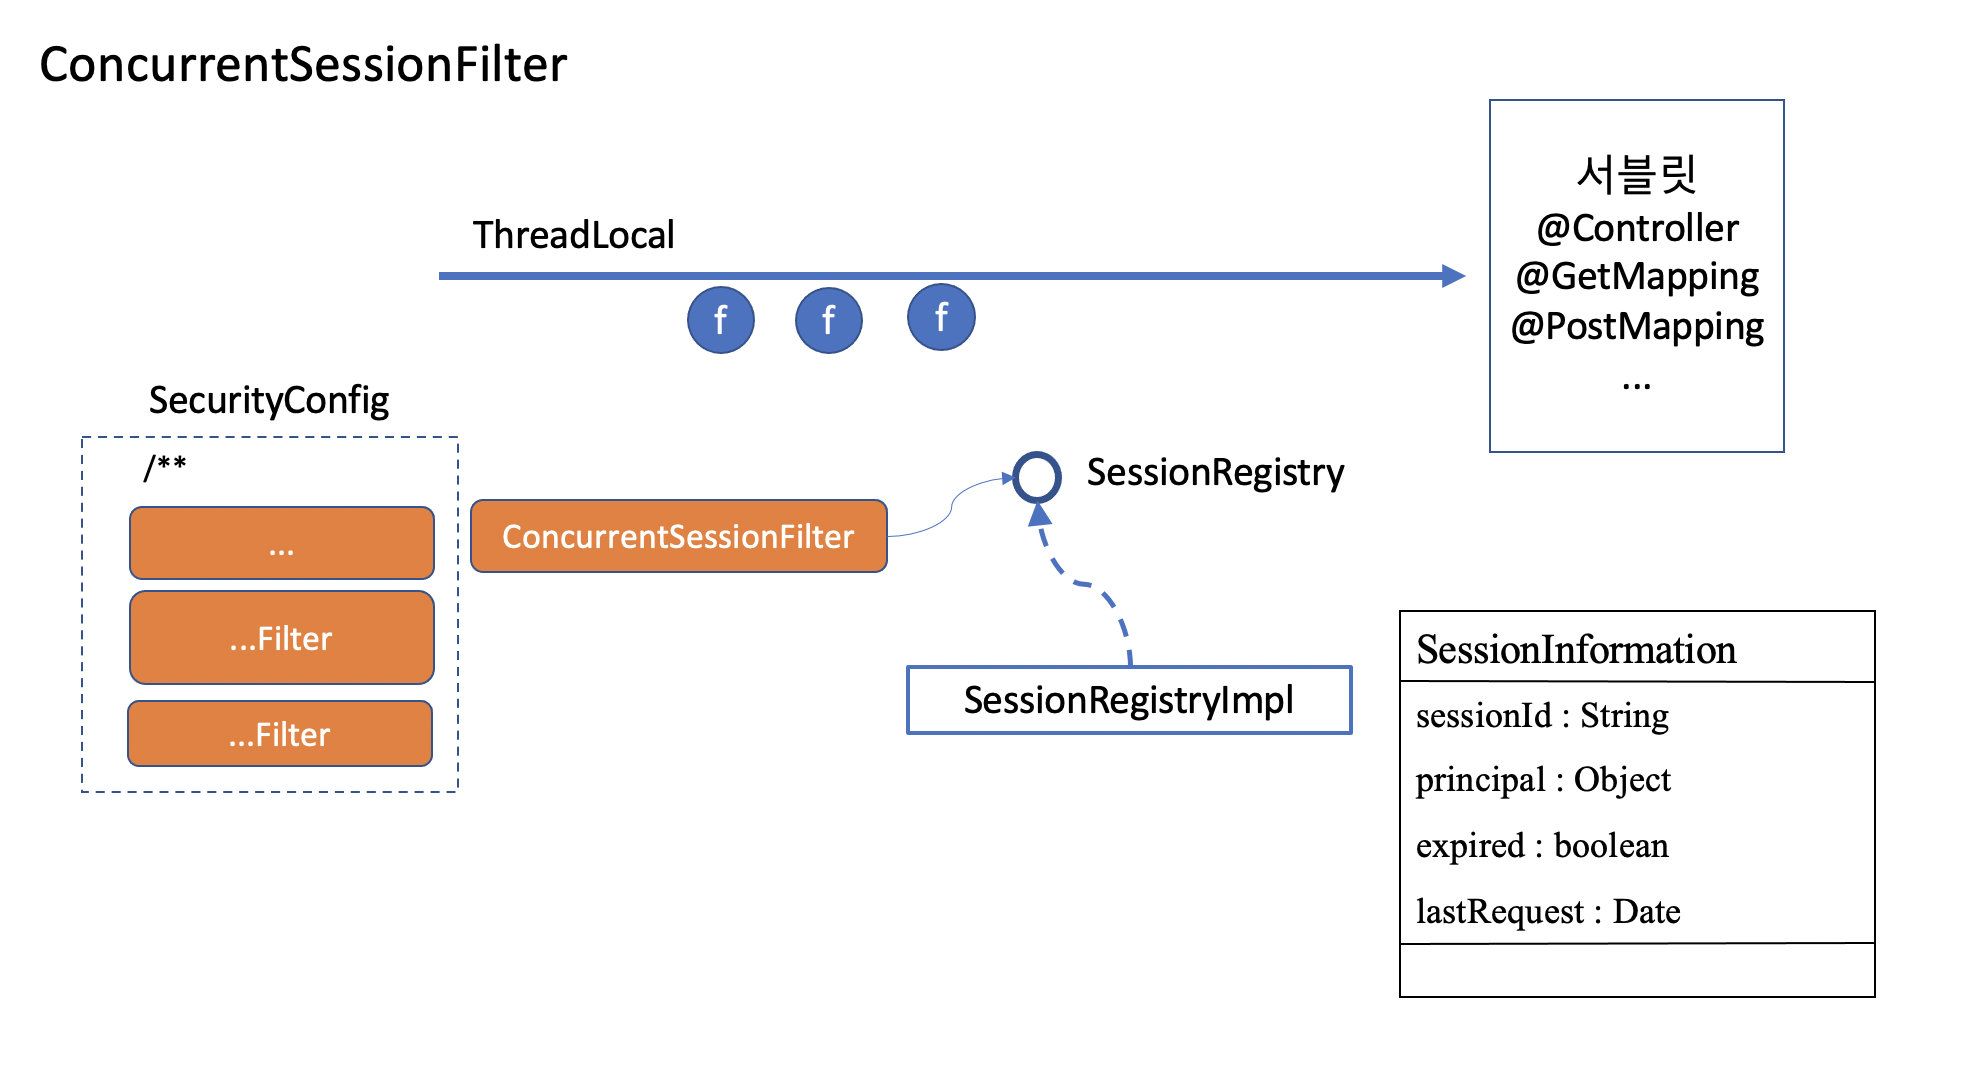 ConcurrentSessionFilter
서블릿
@Controller
@GetMapping
@PostMapping
...
ThreadLocal
f
f
f
SecurityConfig
/**
...
...Filter
...Filter
ConcurrentSessionFilter
SessionRegistry
SessionRegistryImpl
SessionInformation
sessionId : String
principal : Object
expired : boolean
lastRequest : Date